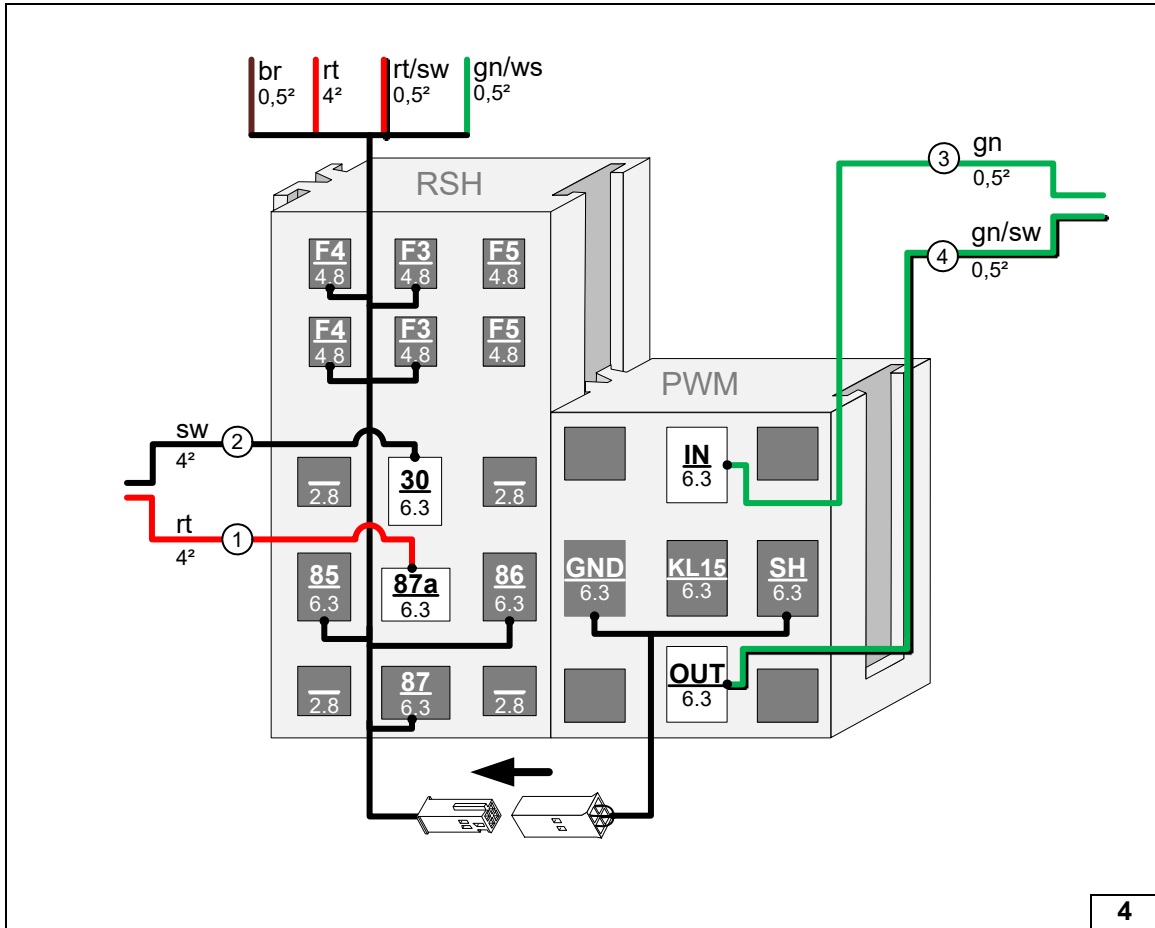 br rt rt/sw gn/ws
0,5² 4² 0,5² 0,5²
3 gn
0,5²
RSH
gn/sw
4 0,5²
F4 F3 F5
4.8 4.8 4.8
F4 F3 F5
4.8 4.8 4.8
PWM
sw 2
4²
30
2.8 6.3 2.8
IN
6.3
rt 1
4²
85 87a 86
6.3 6.3 6.3
GND KL15 SH
6.3 6.3 6.3
87
2.8 6.3 2.8
OUT
6.3
4